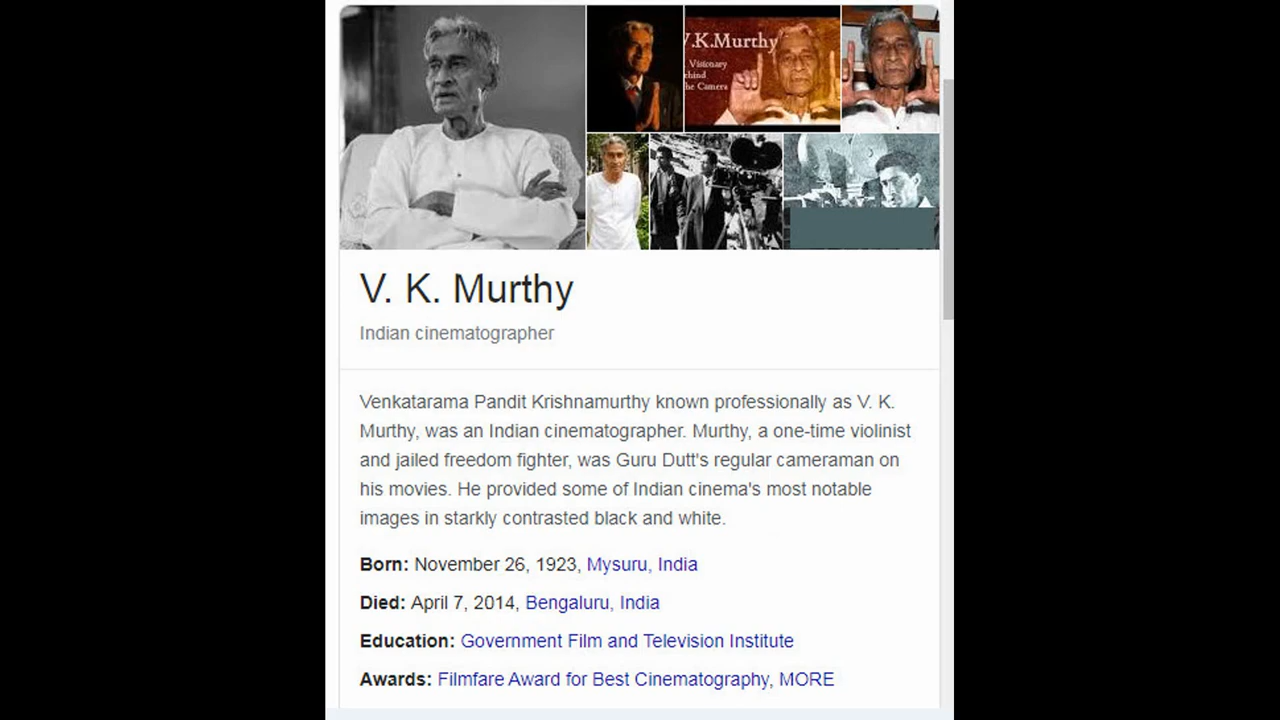 V.K.Murthy
Visionary
ehind
he Camera
V. K. Murthy
Indian cinematographer
Venkatarama Pandit Krishnamurthy known professionally as V. K.
Murthy, was an Indian cinematographer. Murthy, a one-time violinist
and jailed freedom fighter, was Guru Dutt's regular cameraman on
his movies. He provided some of Indian cinema's most notable
images in starkly contrasted black and white.
Born: November 26, 1923, Mysuru, India
Died: April 7, 2014, Bengaluru, India
Education: Government Film and Television Institute
Awards: Filmfare Award for Best Cinematography, MORE